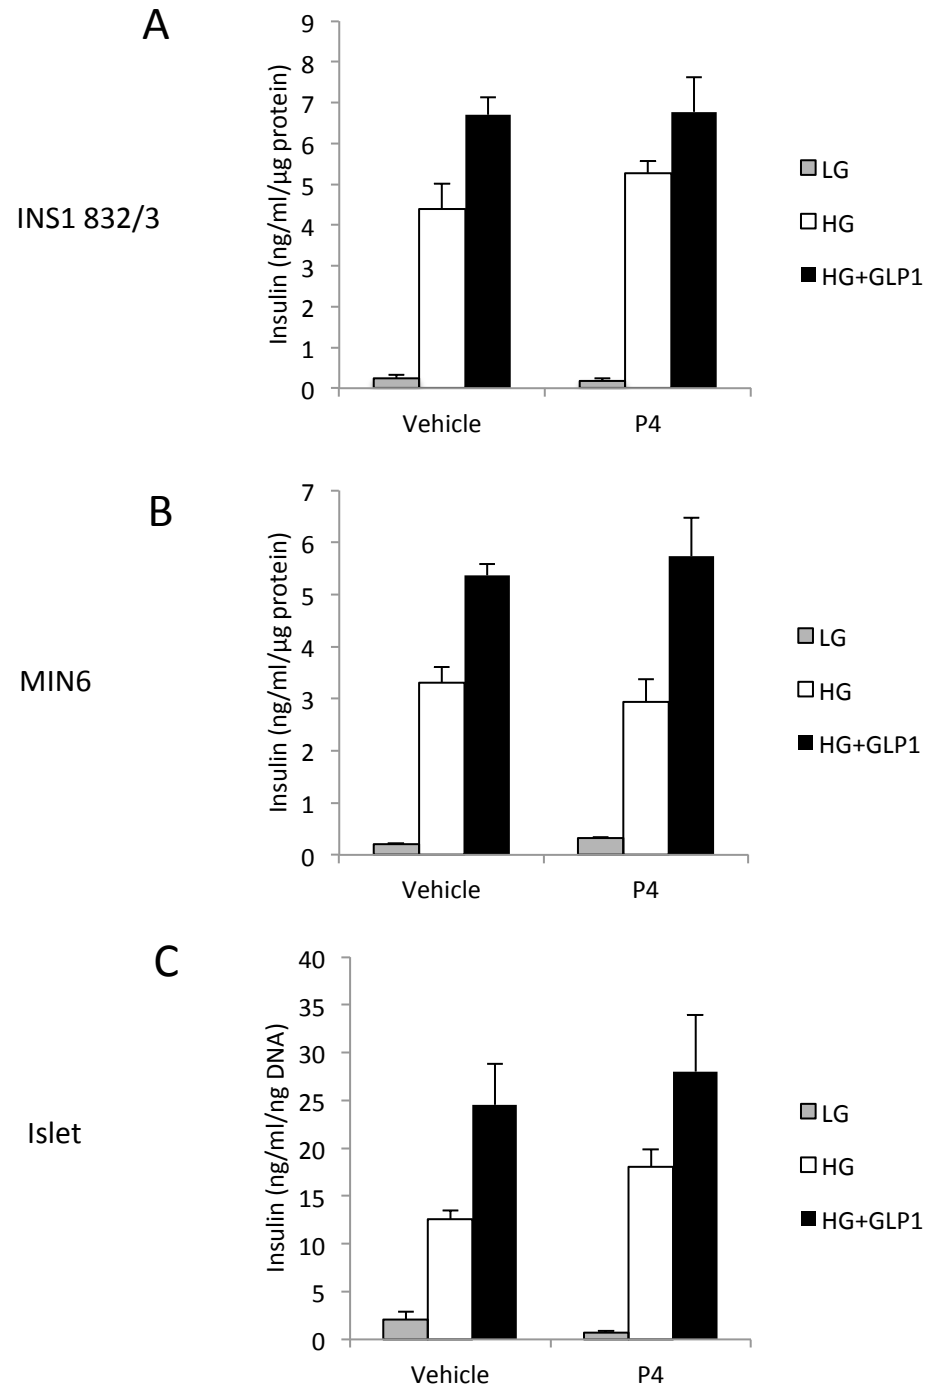 A
INS1 832/3
Insulin (ng/ml/μg protein)
9
8
7
6
5
4
3
2
1
0
Vehicle P4
LG
HG
HG+GLP1
B
MIN6
Insulin (ng/ml/μg protein)
7
6
5
4
3
2
1
0
Vehicle P4
LG
HG
HG+GLP1
C
Islet
Insulin (ng/ml/ng DNA)
40
35
30
25
20
15
10
5
0
Vehicle P4
LG
HG
HG+GLP1